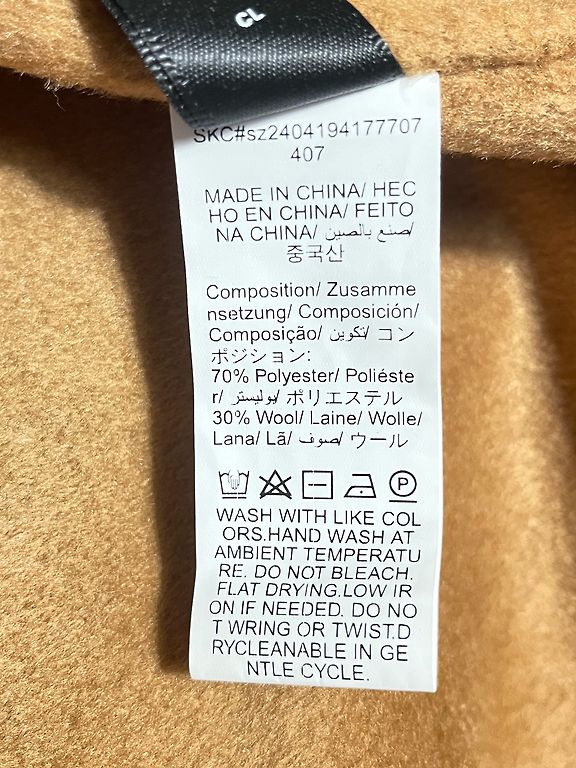 CL
SKC#sz2404194177707
407
MADE IN CHINA/ HEC
HO EN CHINA/ FEITO
NA CHINA/ صنع بالصين/
중국산
Composition/ Zusamme
nsetzung/ Composición/
Composição/ تكوين/ コン
ポジション:
70% Polyester/ Poliéste
r/ بوليستر/ ポリエステル
30% Wool/ Laine/ Wolle/
Lana/ Lã/ صوف/ ウール
P
WASH WITH LIKE COL
ORS.HAND WASH AT
AMBIENT TEMPERATU
RE. DO NOT BLEACH.
FLAT DRYING.LOW IR
ON IF NEEDED. DO NO
T WRING OR TWIST.D
RYCLEANABLE IN GE
NTLE CYCLE.